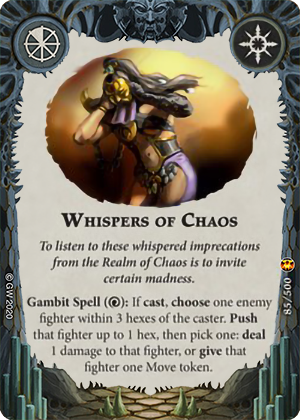 WHISPERS OF CHAOS
To listen to these whispered imprecations
from the Realm of Chaos is to invite
certain madness.
Gambit Spell ( ): If cast, choose one enemy
fighter within 3 hexes of the caster. Push
that fighter up to 1 hex, then pick one: deal
1 damage to that fighter, or give that
fighter one Move token.
© GW 2020
85/500